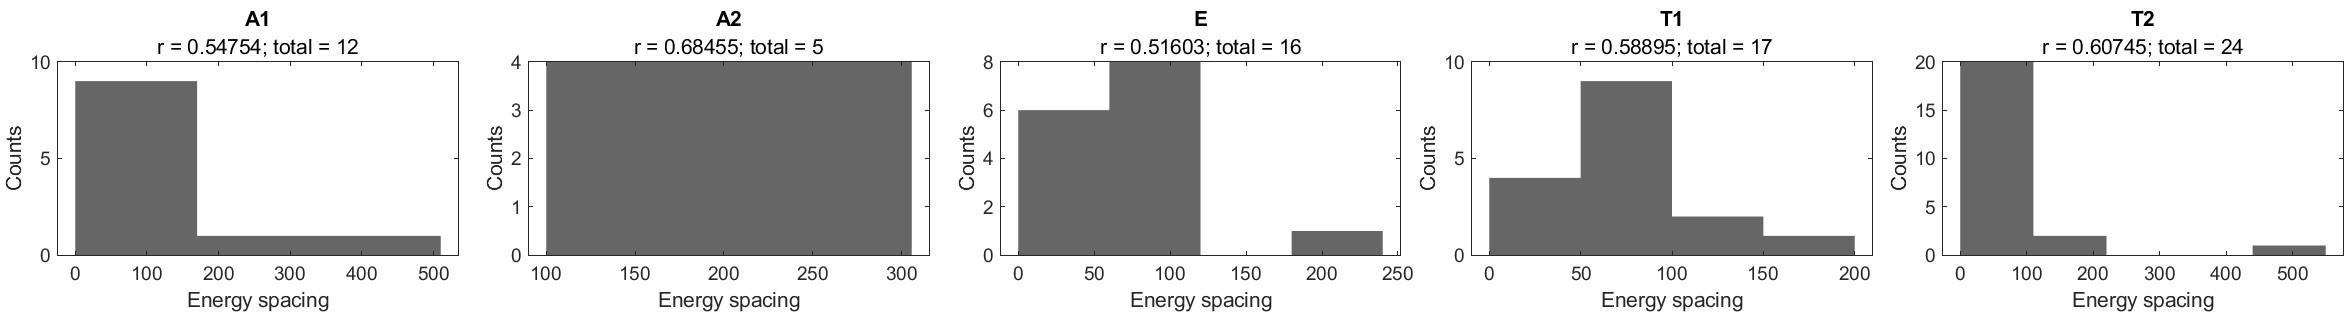 A1
r = 0.54754; total = 12
10
5
0
Counts
0 100 200 300 400 500
Energy spacing
A2
r = 0.68455; total = 5
4
3
2
1
0
Counts
100 150 200 250 300
Energy spacing
E
r = 0.51603; total = 16
8
6
4
2
0
Counts
0 50 100 150 200 250
Energy spacing
T1
r = 0.58895; total = 17
10
5
0
Counts
0 50 100 150 200
Energy spacing
T2
r = 0.60745; total = 24
20
15
10
5
0
Counts
0 100 200 300 400 500
Energy spacing